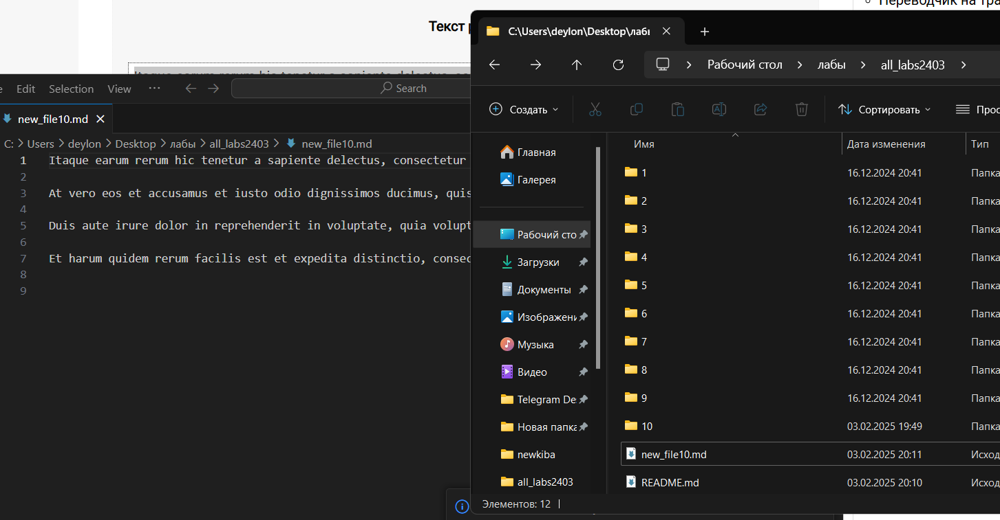 Переводчик на тра
Текст
Itaque earum rerum hic tenetur a sapiente delectus,
Edit Selection View ... Search
new_file10.md
C: > Users > deylon > Desktop > лабы > all_labs2403 > new_file10.md
1 Itaque earum rerum hic tenetur a sapiente delectus, consectetur
2
3 At vero eos et accusamus et iusto odio dignissimos ducimus, quis
4
5 Duis aute irure dolor in reprehenderit in voluptate, quia volupt
6
7 Et harum quidem rerum facilis est et expedita distinctio, consec
8
9
C:\Users\deylon\Desktop\лабы
Рабочий стол > лабы > all_labs2403 >
Создать Сортировать Прос
Главная
Галерея
Рабочий сто
Загрузки
Документы
Изображени
Музыка
Видео
Telegram De
Новая папка
newkiba
all_labs2403
Имя Дата изменения Тип
1 16.12.2024 20:41 Папка
2 16.12.2024 20:41 Папка
3 16.12.2024 20:41 Папка
4 16.12.2024 20:41 Папка
5 16.12.2024 20:41 Папка
6 16.12.2024 20:41 Папка
7 16.12.2024 20:41 Папка
8 16.12.2024 20:41 Папка
9 16.12.2024 20:41 Папка
10 03.02.2025 19:49 Папка
new_file10.md 03.02.2025 20:11 Исход
README.md 03.02.2025 20:10 Исход
Элементов: 12